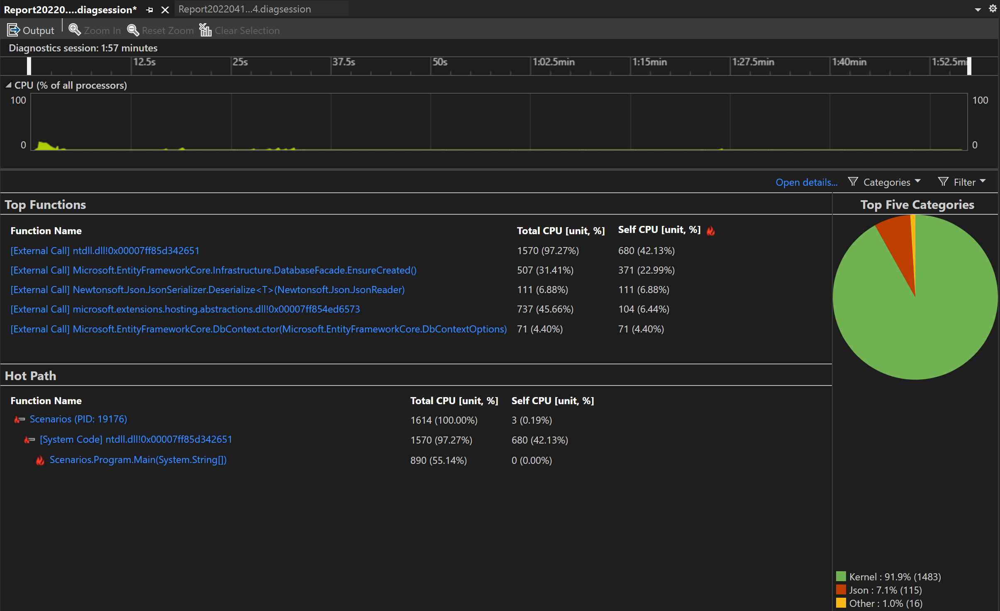 Report20220....diagsession*
Report2022041...4.diagsession
Output
Zoom In
Reset Zoom
Clear Selection
Diagnostics session: 1:57 minutes
12.5s 25s 37.5s 50s 1:02.5min 1:15min 1:27.5min 1:40min 1:52.5mi
CPU (% of all processors)
100 100
0 0
Open details... Categories Filter
Top Functions
Function Name Total CPU [unit, %] Self CPU [unit, %]
[External Call] ntdll.dll!0x00007ff85d342651 1570 (97.27%) 680 (42.13%)
[External Call] Microsoft.EntityFrameworkCore.Infrastructure.DatabaseFacade.EnsureCreated() 507 (31.41%) 371 (22.99%)
[External Call] Newtonsoft.Json.JsonSerializer.Deserialize<T>(Newtonsoft.Json.JsonReader) 111 (6.88%) 111 (6.88%)
[External Call] microsoft.extensions.hosting.abstractions.dll!0x00007ff854ed6573 737 (45.66%) 104 (6.44%)
[External Call] Microsoft.EntityFrameworkCore.DbContext.ctor(Microsoft.EntityFrameworkCore.DbContextOptions) 71 (4.40%) 71 (4.40%)
Hot Path
Function Name Total CPU [unit, %] Self CPU [unit, %]
Scenarios (PID: 19176) 1614 (100.00%) 3 (0.19%)
[System Code] ntdll.dll!0x00007ff85d342651 1570 (97.27%) 680 (42.13%)
Scenarios.Program.Main(System.String[]) 890 (55.14%) 0 (0.00%)
Top Five Categories
Kernel : 91.9% (1483)
Json : 7.1% (115)
Other : 1.0% (16)